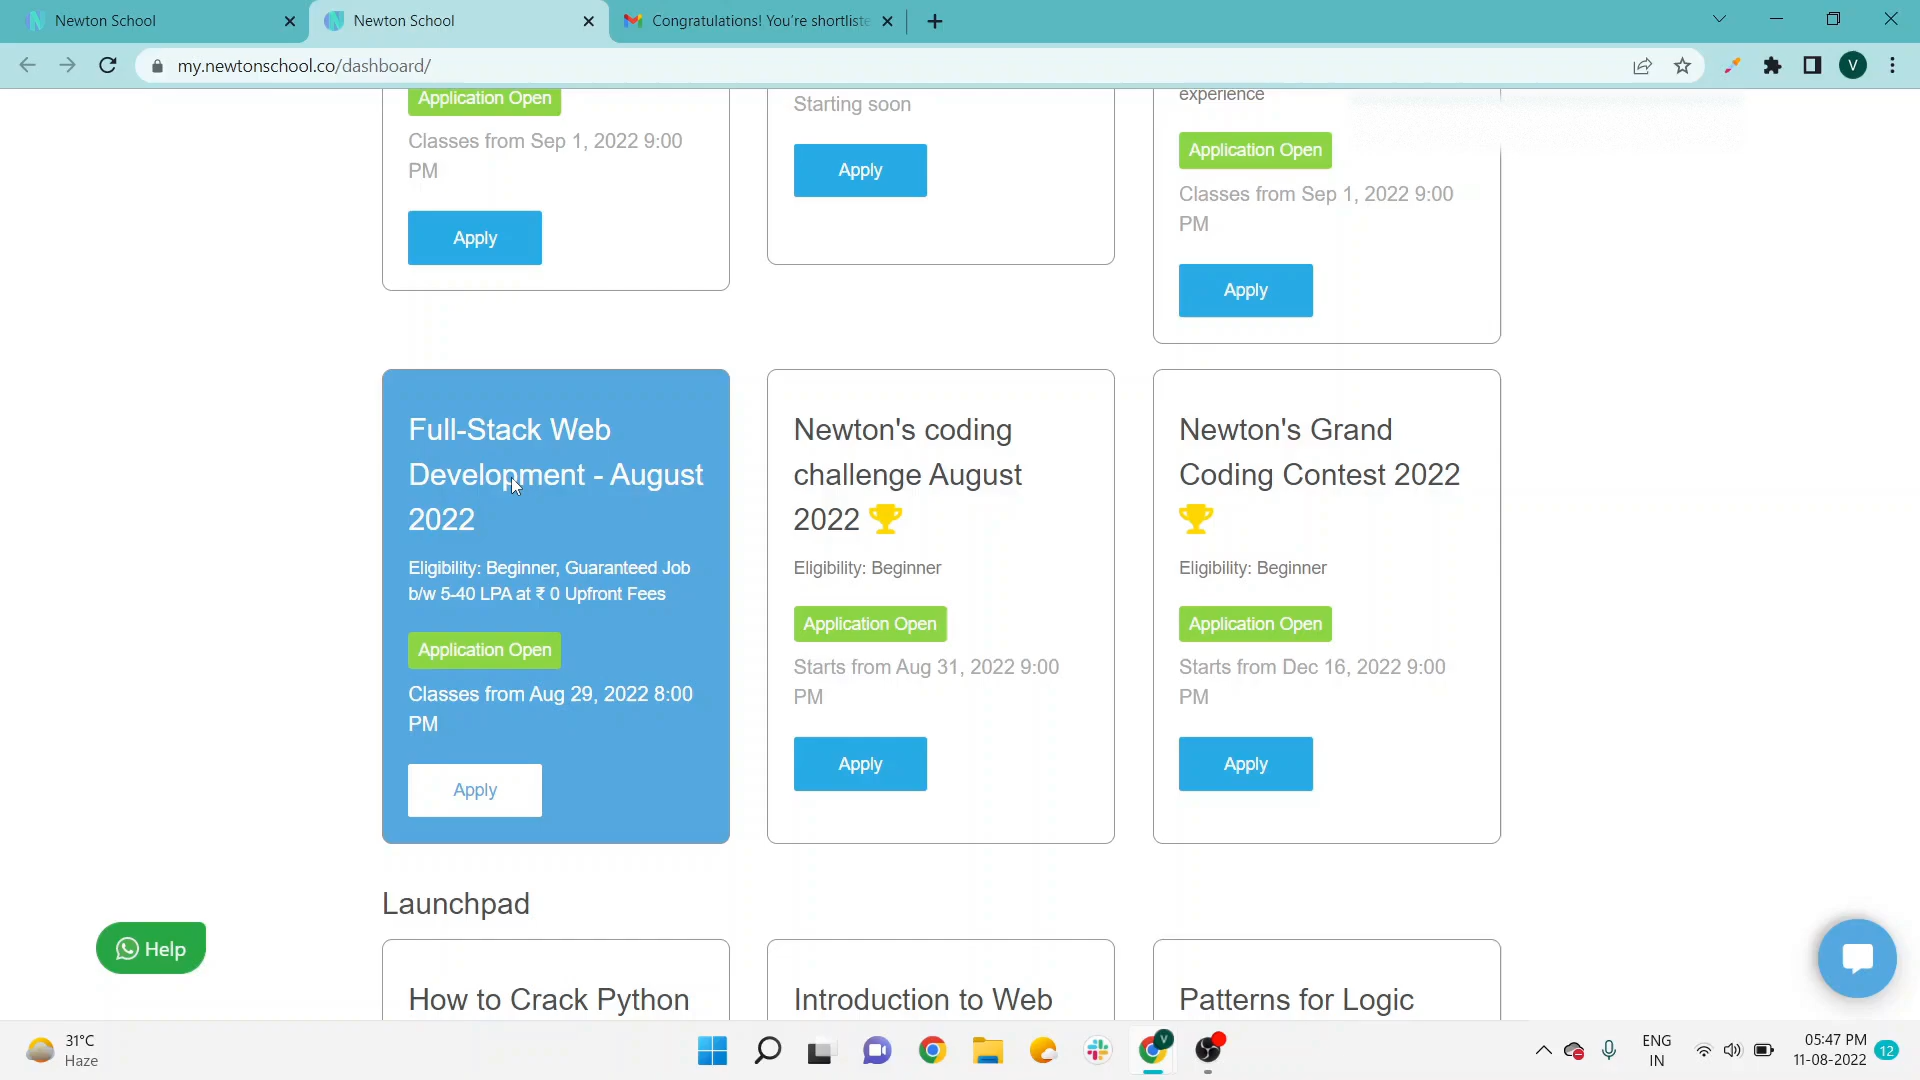 Newton School
Newton School
Congratulations! You're shortliste
my.newtonschool.co/dashboard/
V
Application Open
Classes from Sep 1, 2022 9:00
PM
Apply
Starting soon
Apply
experience
Application Open
Classes from Sep 1, 2022 9:00
PM
Apply
Full-Stack Web
Development - August
2022
Eligibility: Beginner, Guaranteed Job
b/w 5-40 LPA at ₹ 0 Upfront Fees
Application Open
Classes from Aug 29, 2022 8:00
PM
Apply
Newton's coding
challenge August
2022
Eligibility: Beginner
Application Open
Starts from Aug 31, 2022 9:00
PM
Apply
Newton's Grand
Coding Contest 2022
Eligibility: Beginner
Application Open
Starts from Dec 16, 2022 9:00
PM
Apply
Launchpad
How to Crack Python
Introduction to Web
Patterns for Logic
Help
31°C
Haze
V
ENG
IN
05:47 PM
11-08-2022
12